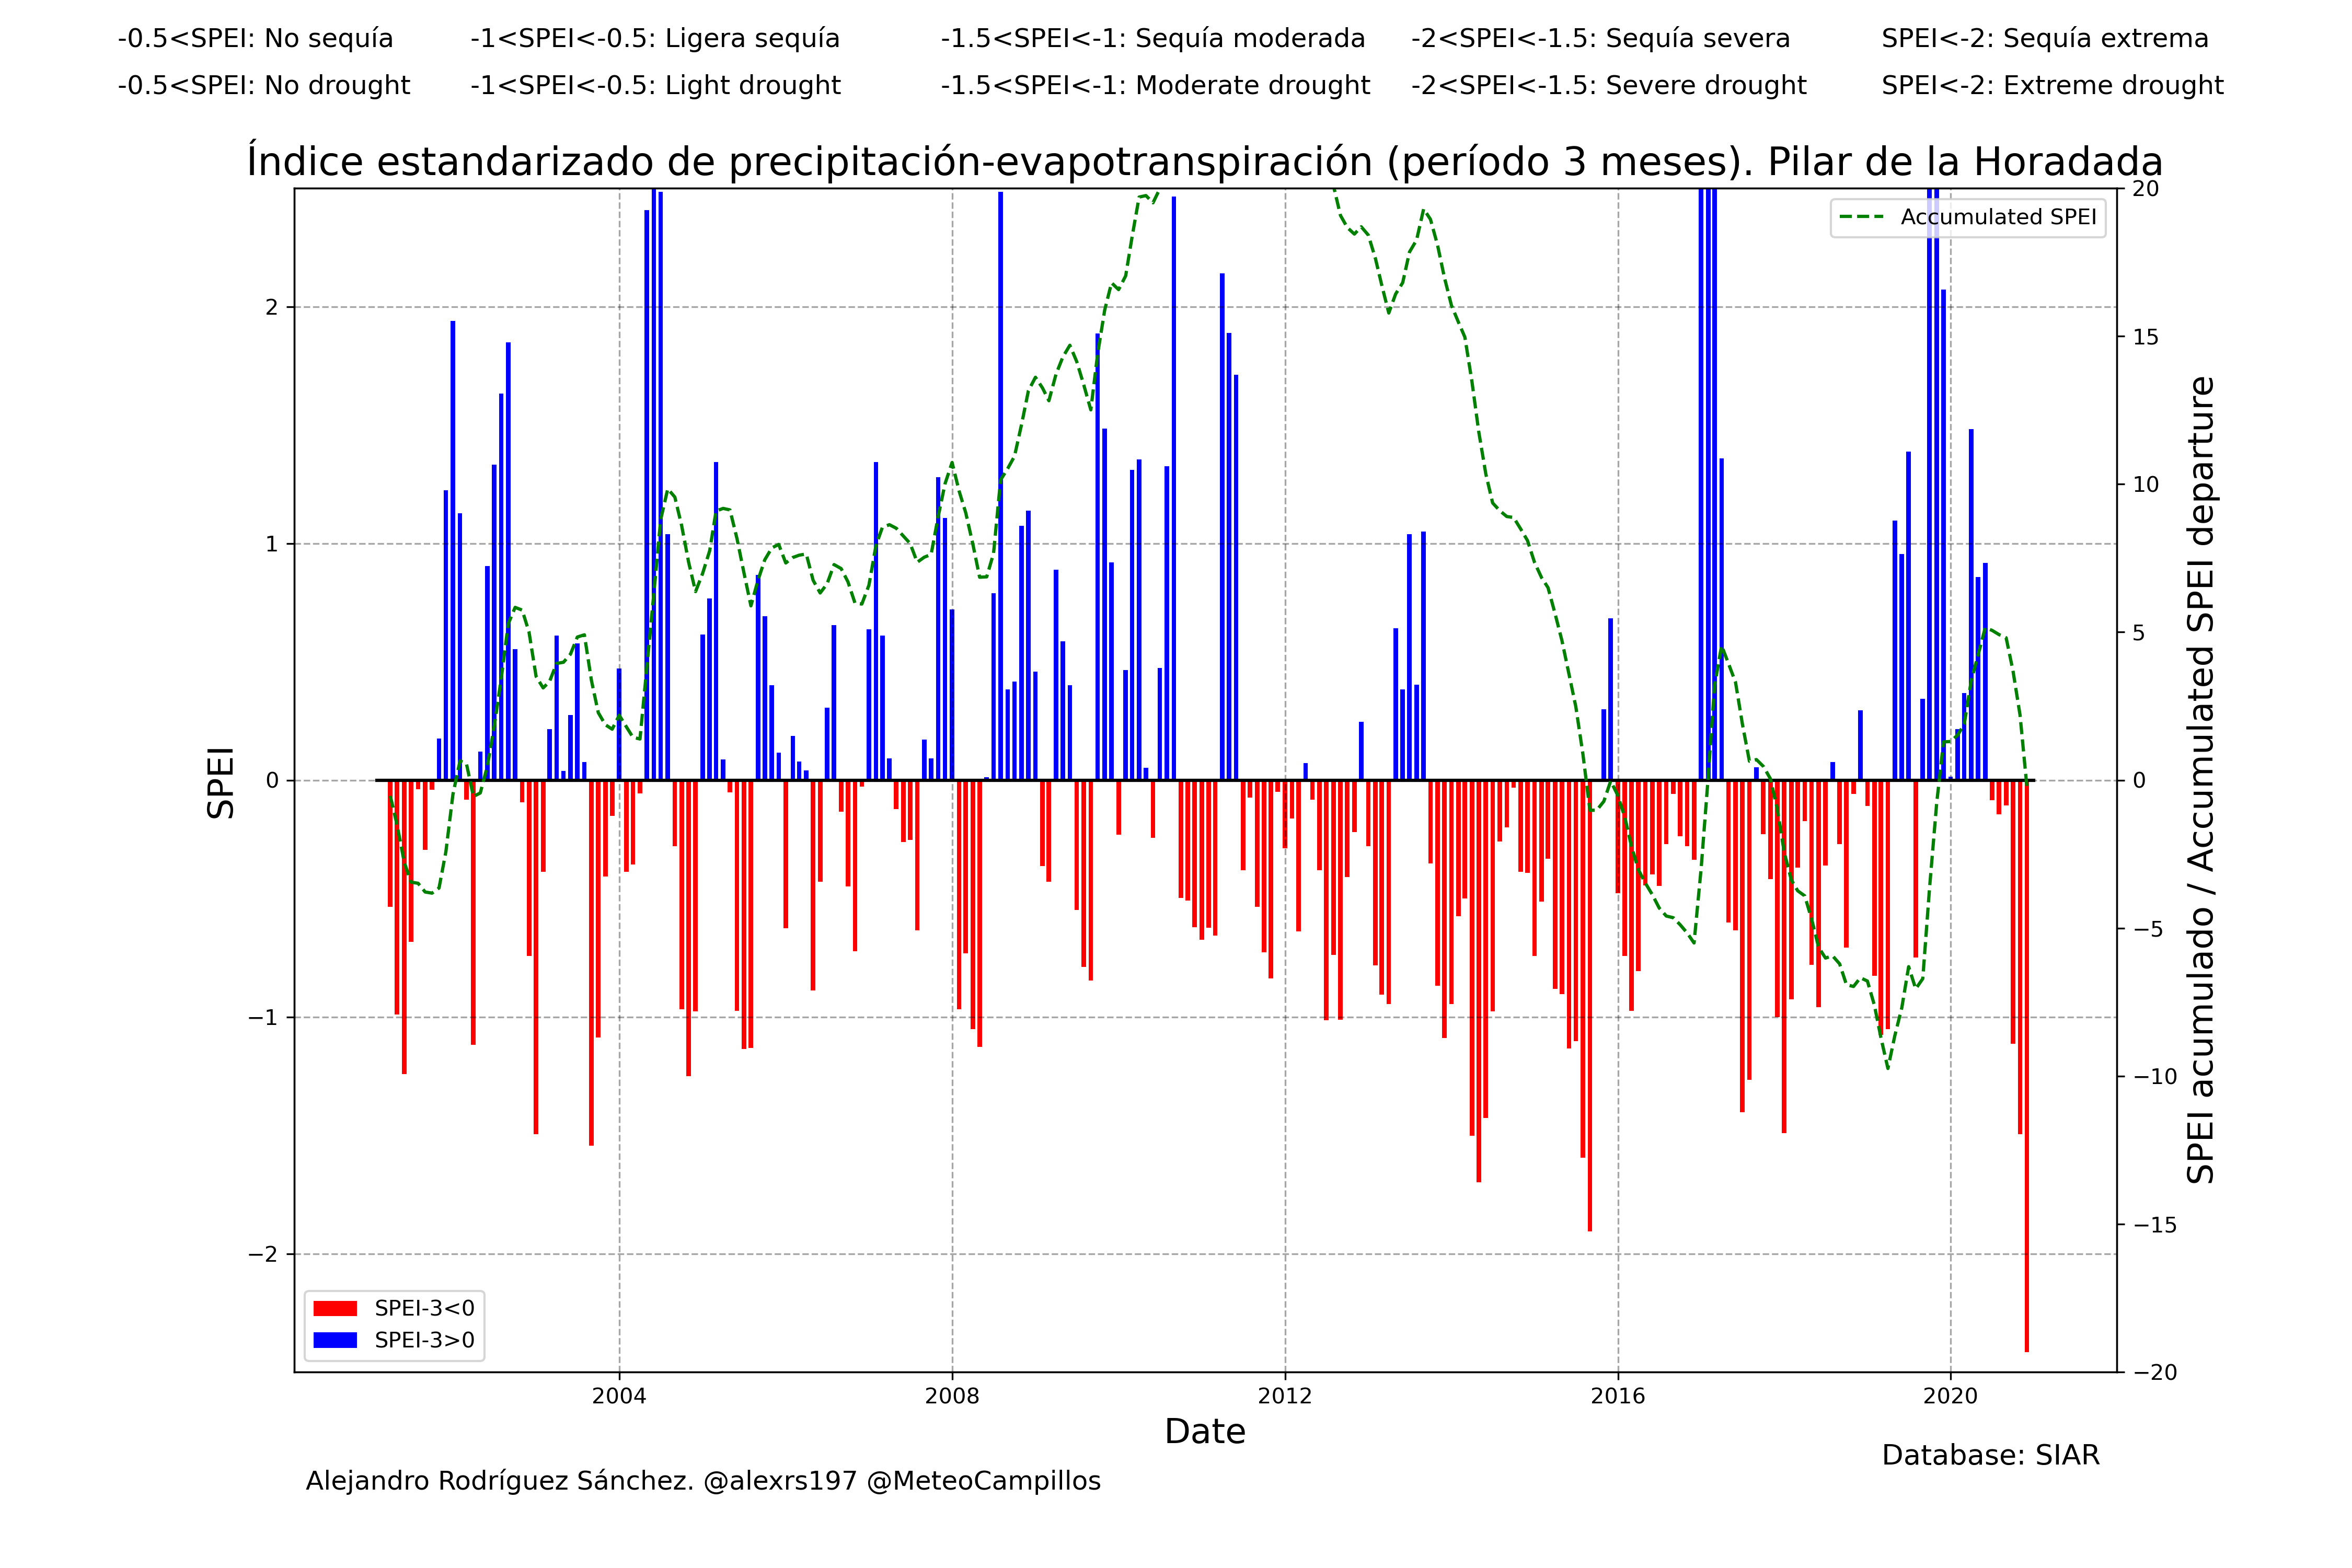 -0.5<SPEI: No sequía -1<SPEI<-0.5: Ligera sequía -1.5<SPEI<-1: Sequía moderada -2<SPEI<-1.5: Sequía severa SPEI<-2: Sequía extrema
-0.5<SPEI: No drought -1<SPEI<-0.5: Light drought -1.5<SPEI<-1: Moderate drought -2<SPEI<-1.5: Severe drought SPEI<-2: Extreme drought
Índice estandarizado de precipitación-evapotranspiración (período 3 meses). Pilar de la Horadada
Accumulated SPEI
SPEI
2
1
0
−1
−2
20
15
10
5
0
−5
−10
−15
−20
SPEI acumulado / Accumulated SPEI departure
SPEI-3<0
SPEI-3>0
2004 2008 2012 2016 2020
Date
Database: SIAR
Alejandro Rodríguez Sánchez. @alexrs197 @MeteoCampillos